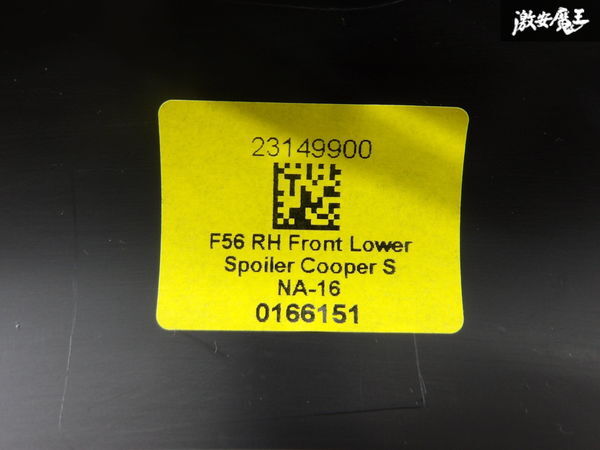 激安魔王
23149900
F56 RH Front Lower
Spoiler Cooper S
NA-16
0166151